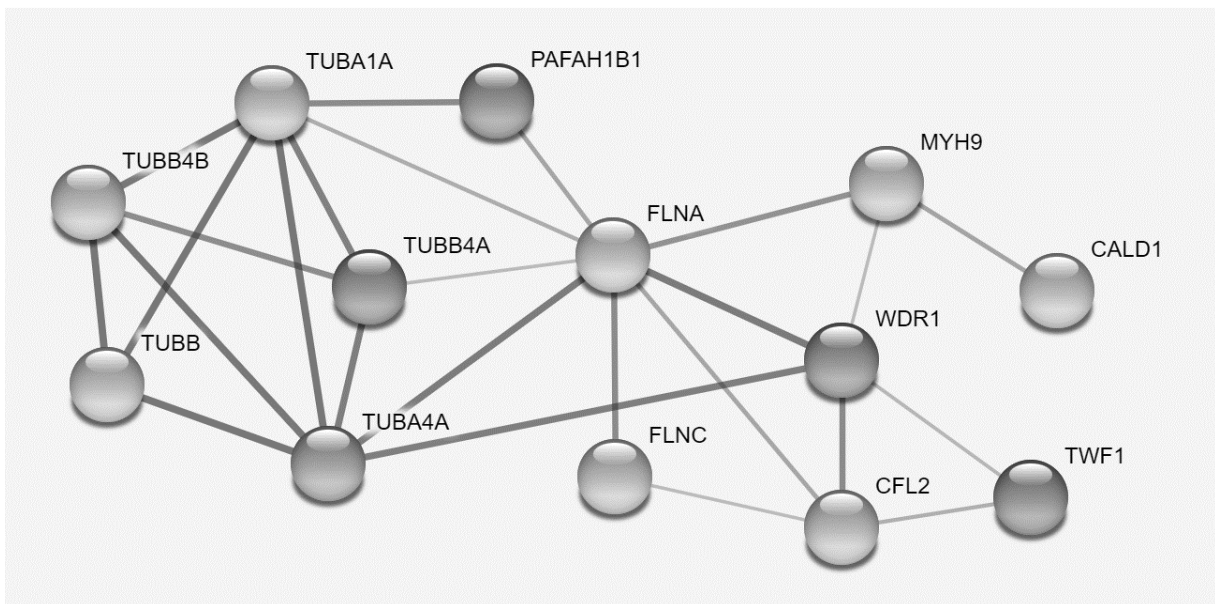 TUBA1A
PAFAH1B1
MYH9
TUBB4B
FLNA
TUBB4A
CALD1
WDR1
TUBB
TUBA4A
FLNC
TWF1
CFL2